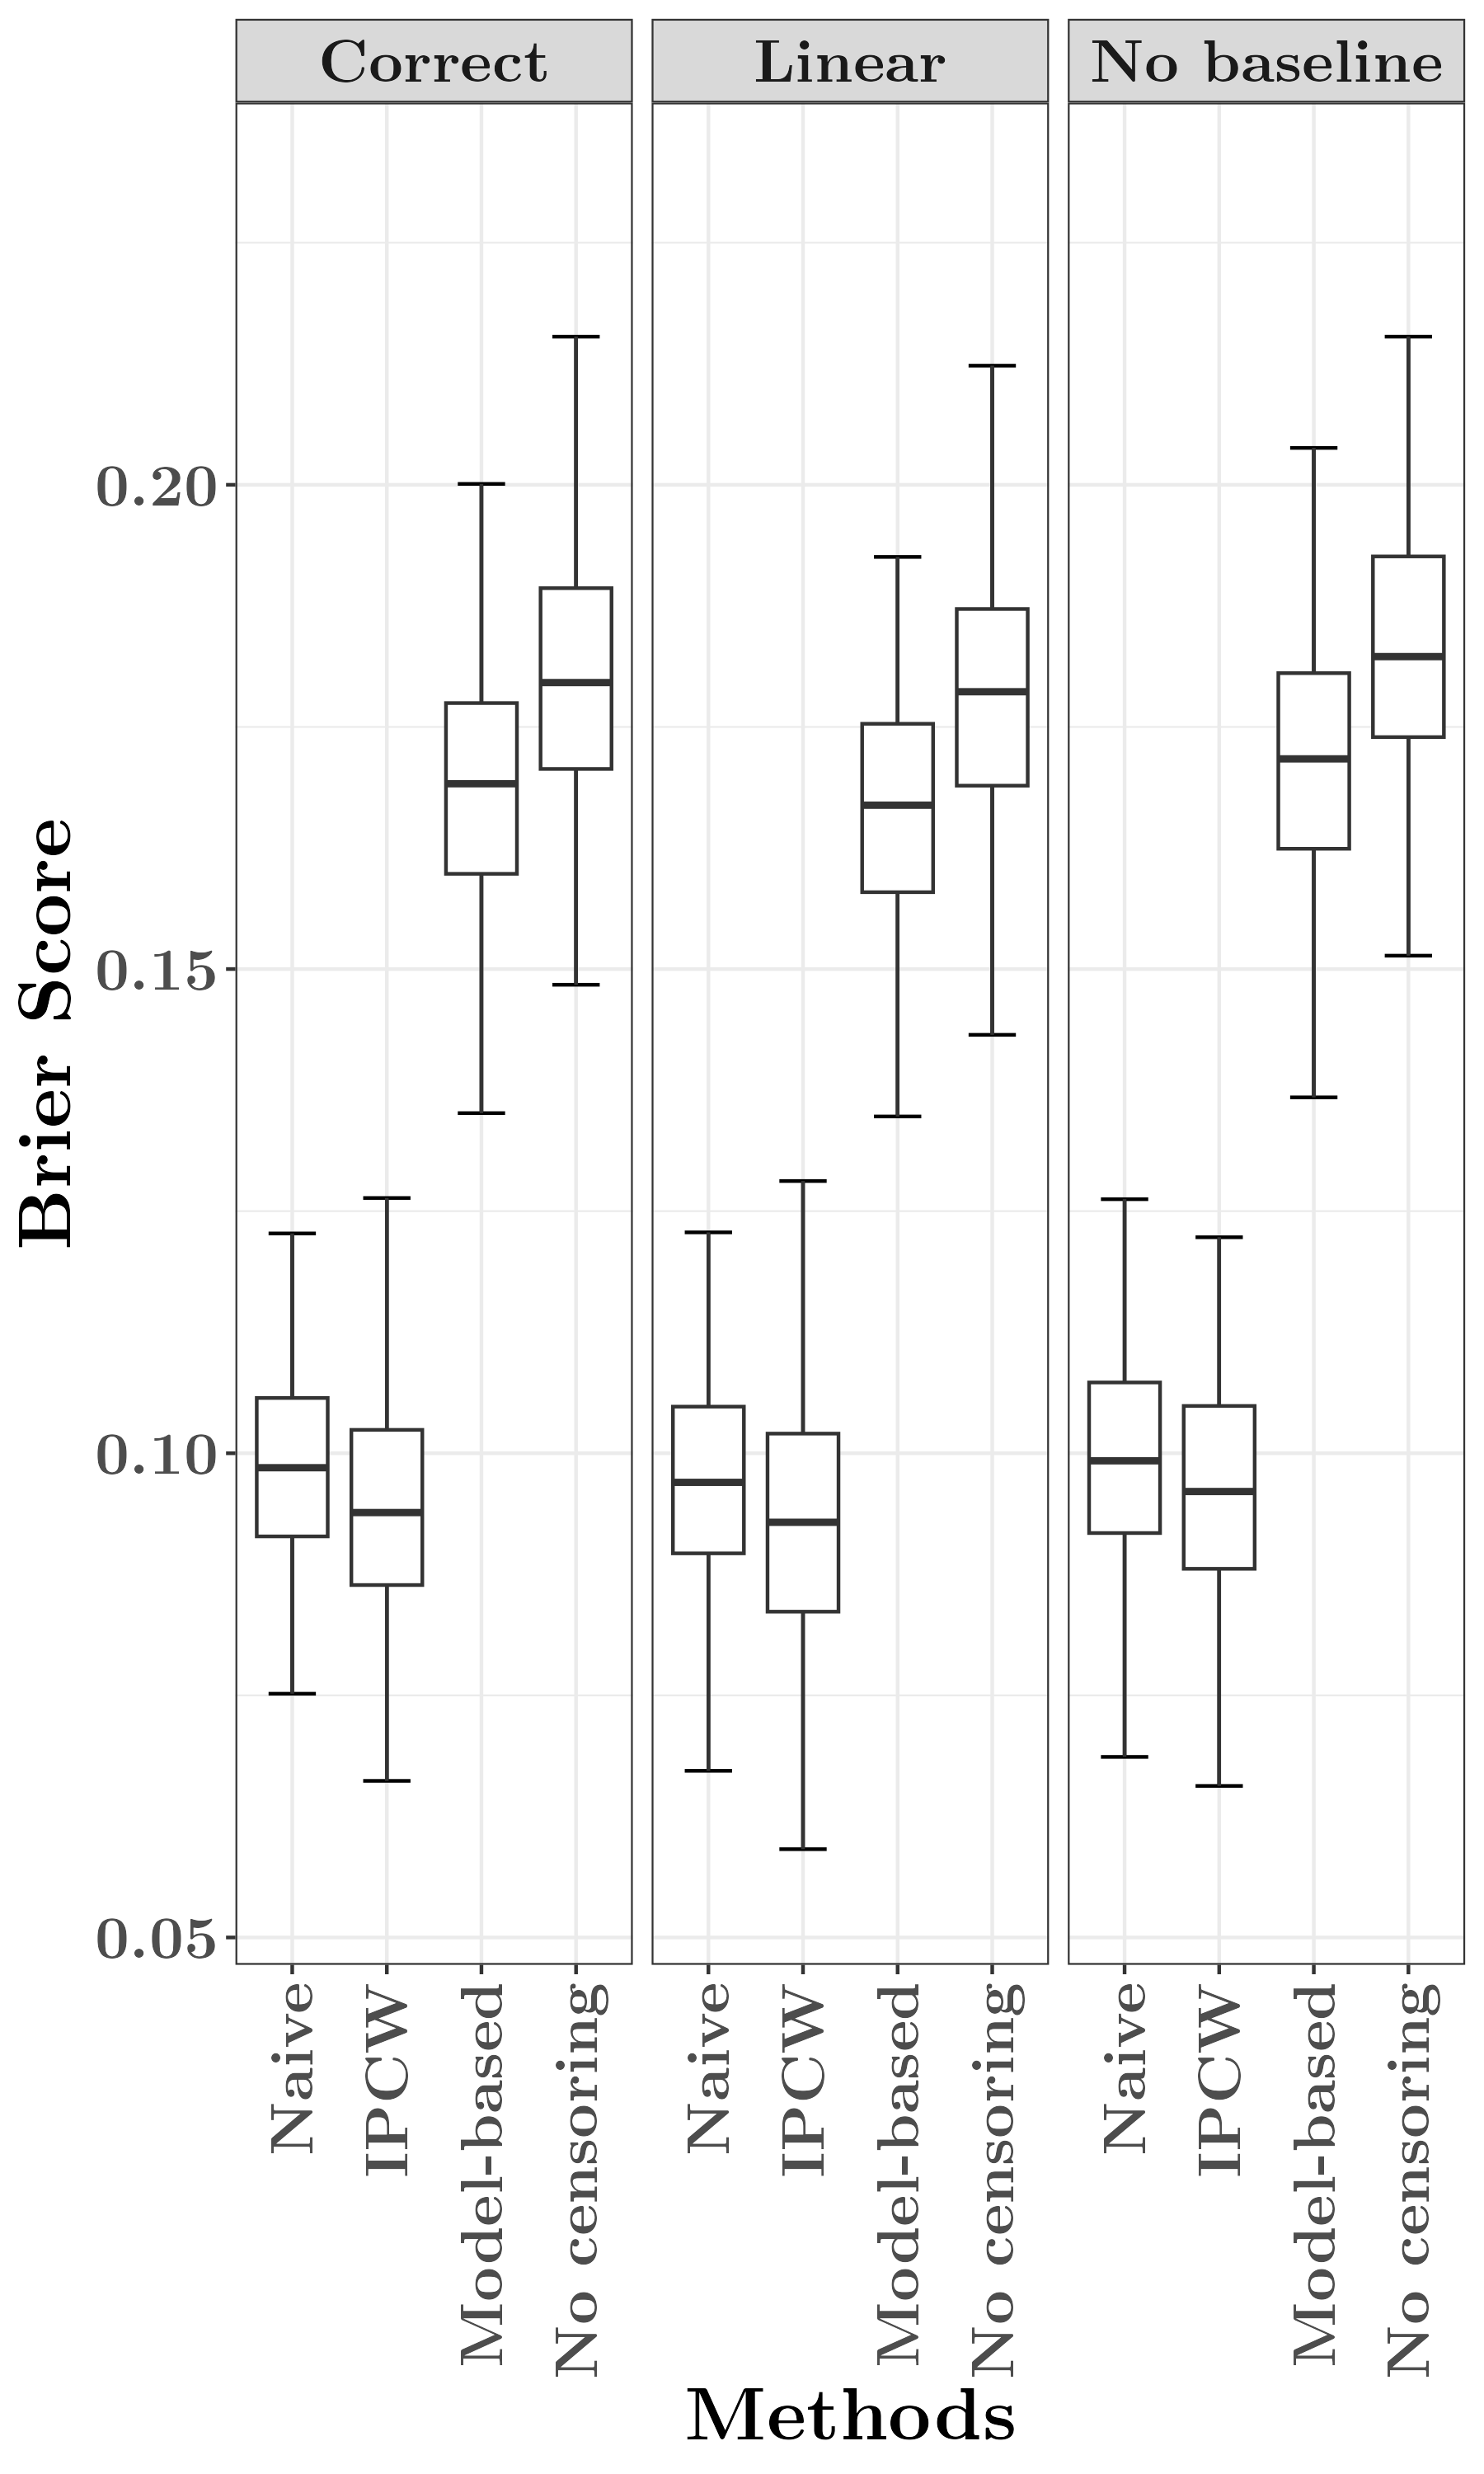 Correct
Linear
No baseline
Brier Score
0.20
0.15
0.10
0.05
Naive
IPCW
Model-based
No censoring
Naive
IPCW
Model-based
No censoring
Naive
IPCW
Model-based
No censoring
Methods